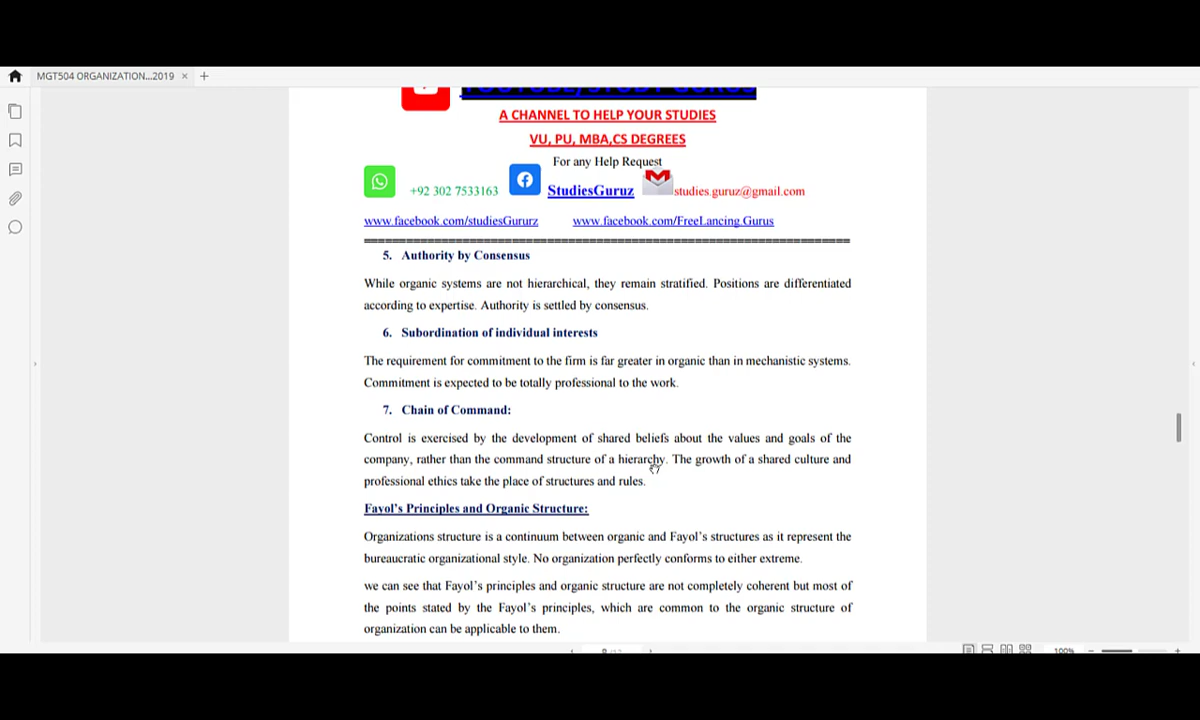 MGT504 ORGANIZATION...2019
A CHANNEL TO HELP YOUR STUDIES
VU, PU, MBA,CS DEGREES
For any Help Request
+92 302 7533163 StudiesGuruz studies.guruz@gmail.com
www.facebook.com/studiesGururz www.facebook.com/FreeLancing.Gurus
5. Authority by Consensus
While organic systems are not hierarchical, they remain stratified. Positions are differentiated
according to expertise. Authority is settled by consensus.
6. Subordination of individual interests
The requirement for commitment to the firm is far greater in organic than in mechanistic systems.
Commitment is expected to be totally professional to the work.
7. Chain of Command:
Control is exercised by the development of shared beliefs about the values and goals of the
company, rather than the command structure of a hierarchy. The growth of a shared culture and
professional ethics take the place of structures and rules.
Fayol's Principles and Organic Structure:
Organizations structure is a continuum between organic and Fayol's structures as it represent the
bureaucratic organizational style. No organization perfectly conforms to either extreme.
we can see that Fayol's principles and organic structure are not completely coherent but most of
the points stated by the Fayol's principles, which are common to the organic structure of
organization can be applicable to them.
100%